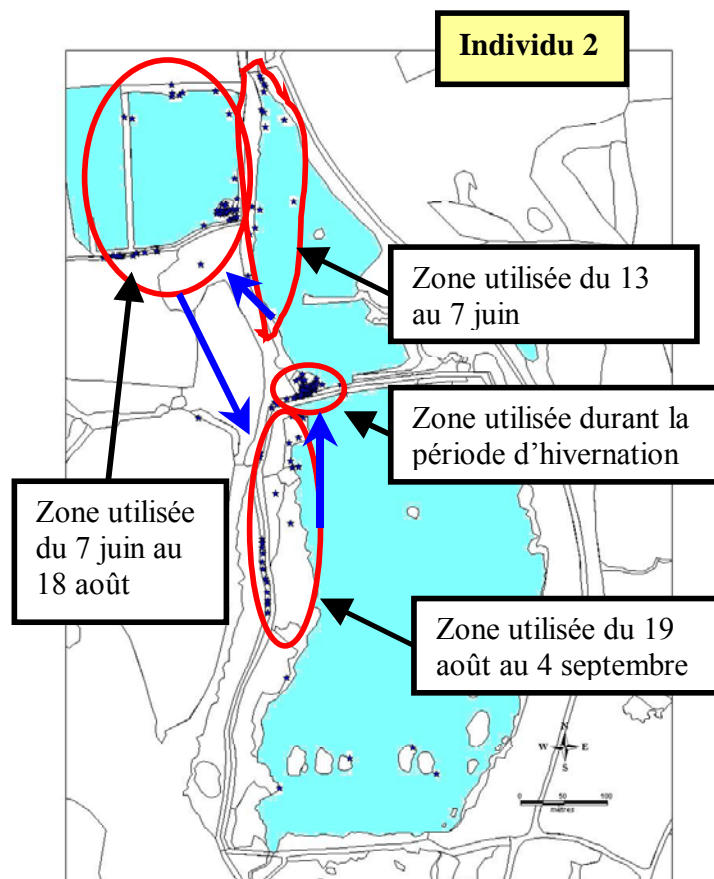 Individu 2
Zone utilisée du 13
au 7 juin
Zone utilisée durant la
période d’hivernation
Zone utilisée
du 7 juin au
18 août
Zone utilisée du 19
août au 4 septembre
N
W E
S
0 50 100
mètres